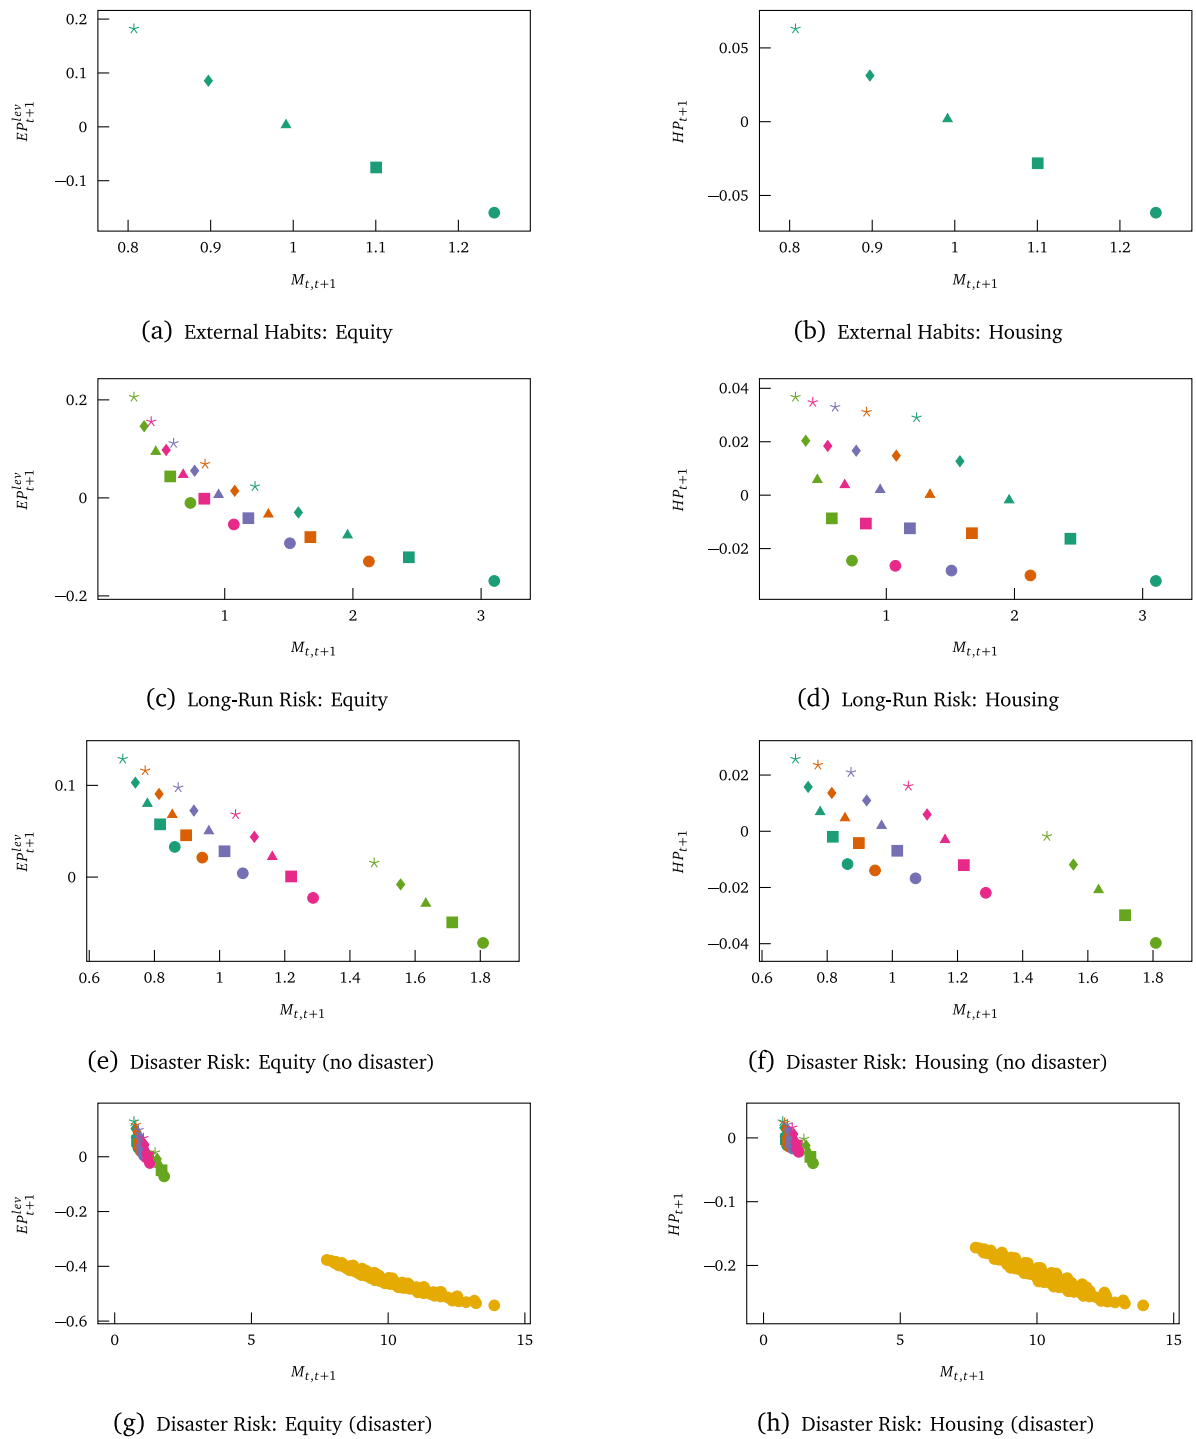 0.2
0.1
0
−0.1
EP^{lev}_{t+1}
0.8 0.9 1 1.1 1.2
M_{t,t+1}
(a) External Habits: Equity
0.05
0
−0.05
HP_{t+1}
0.8 0.9 1 1.1 1.2
M_{t,t+1}
(b) External Habits: Housing
0.2
0
−0.2
EP^{lev}_{t+1}
1 2 3
M_{t,t+1}
(c) Long-Run Risk: Equity
0.04
0.02
0
−0.02
HP_{t+1}
1 2 3
M_{t,t+1}
(d) Long-Run Risk: Housing
0.1
0
EP^{lev}_{t+1}
0.6 0.8 1 1.2 1.4 1.6 1.8
M_{t,t+1}
(e) Disaster Risk: Equity (no disaster)
0.02
0
−0.02
−0.04
HP_{t+1}
0.6 0.8 1 1.2 1.4 1.6 1.8
M_{t,t+1}
(f) Disaster Risk: Housing (no disaster)
0
−0.2
−0.4
−0.6
EP^{lev}_{t+1}
0 5 10 15
M_{t,t+1}
(g) Disaster Risk: Equity (disaster)
0
−0.1
−0.2
HP_{t+1}
0 5 10 15
M_{t,t+1}
(h) Disaster Risk: Housing (disaster)